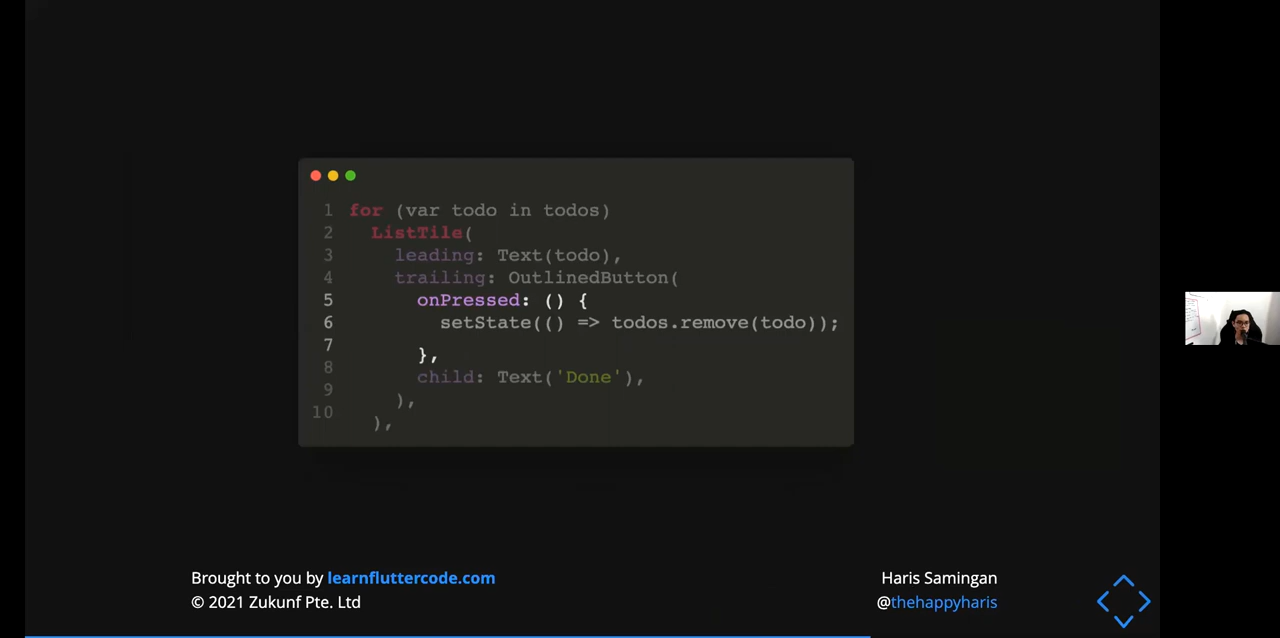 1 for (var todo in todos)
2 ListTile(
3 leading: Text(todo),
4 trailing: OutlinedButton(
5 onPressed: () {
6 setState(() => todos.remove(todo));
7 },
8 child: Text('Done'),
9 ),
10 ),
Brought to you by learnfluttercode.com
© 2021 Zukunf Pte. Ltd
Haris Samingan
@thehappyharis